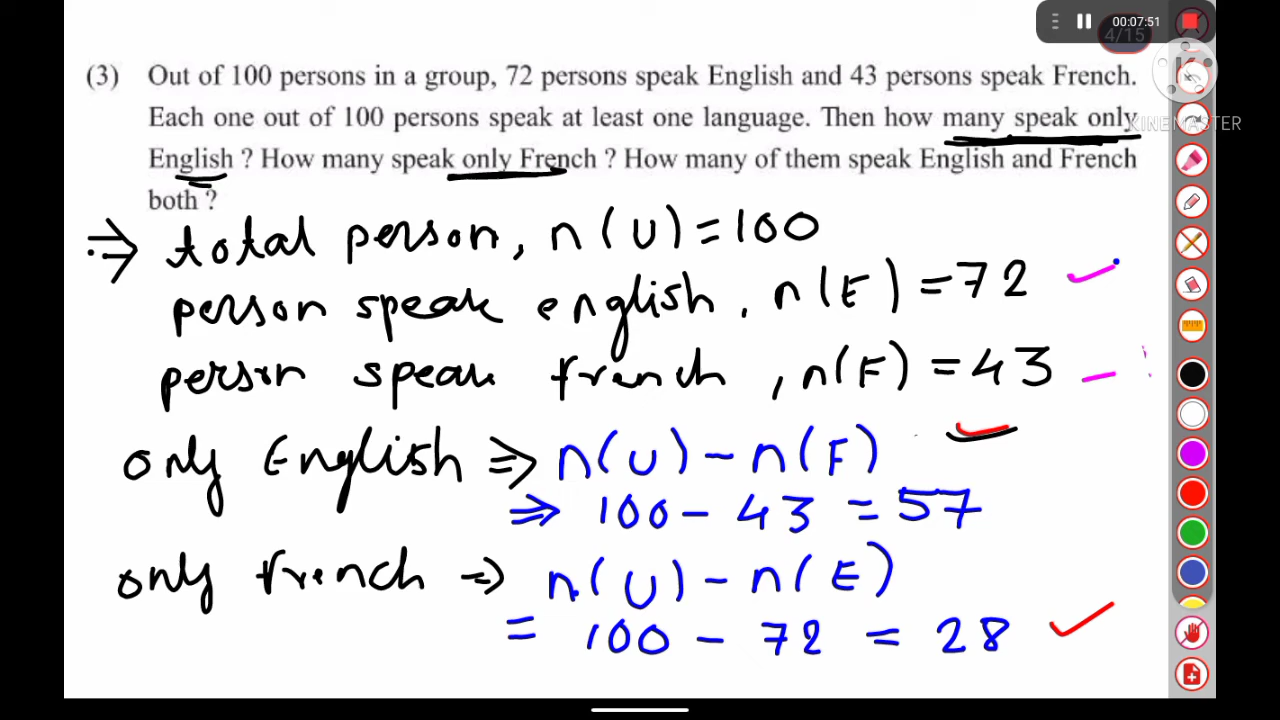 00:07:51
4/15
(3) Out of 100 persons in a group, 72 persons speak English and 43 persons speak French.
Each one out of 100 persons speak at least one language. Then how many speak only
KINEMASTER
English ? How many speak only French ? How many of them speak English and French
both ?
⇒ total person, n(U)=100
person speak english, n(E)=72
person speak french, n(F)=43
only English ⇒ n(U)-n(F)
⇒ 100-43=57
only french ⇒ n(U)-n(E)
= 100-72=28